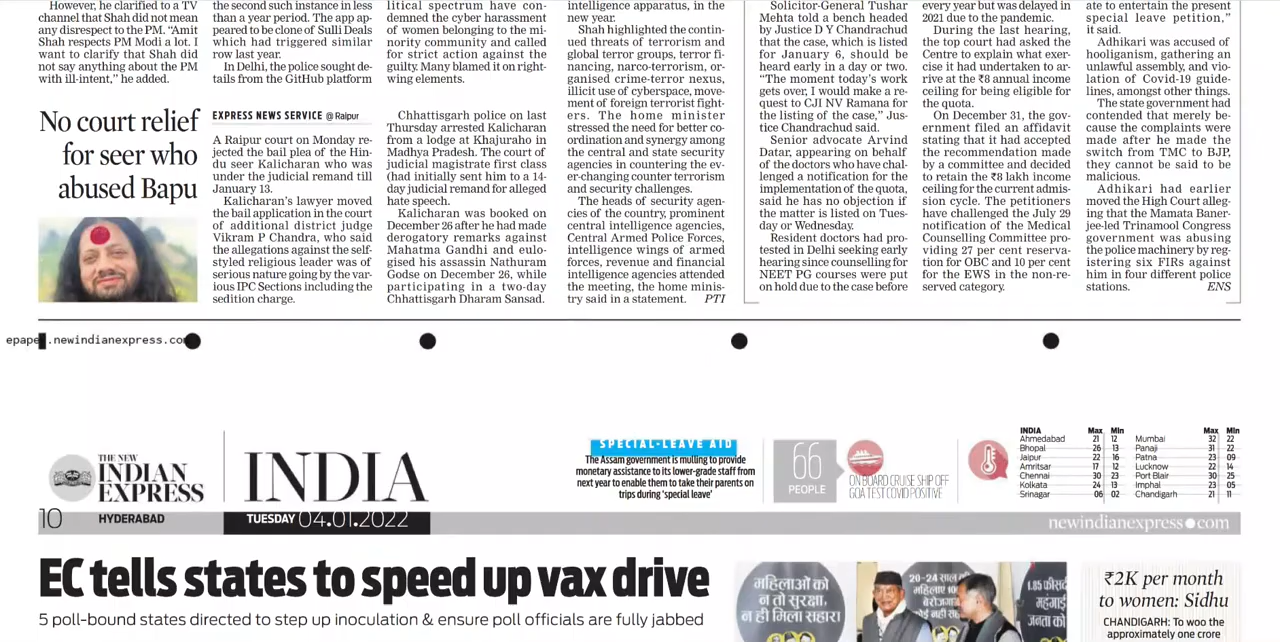 However, he clarified to a TV
channel that Shah did not mean
any disrespect to the PM. “Amit
Shah respects PM Modi a lot. I
want to clarify that Shah did
not say anything about the PM
with ill-intent,” he added.
the second such instance in less
than a year period. The app ap-
peared to be clone of Sulli Deals
which had triggered similar
row last year.
In Delhi, the police sought de-
tails from the GitHub platform
litical spectrum have con-
demned the cyber harassment
of women belonging to the mi-
nority community and called
for strict action against the
guilty. Many blamed it on right-
wing elements.
No court relief
for seer who
abused Bapu
EXPRESS NEWS SERVICE @ Raipur
A Raipur court on Monday re-
jected the bail plea of the Hin-
du seer Kalicharan who was
under the judicial remand till
January 13.
Kalicharan’s lawyer moved
the bail application in the court
of additional district judge
Vikram P Chandra, who said
the allegations against the self-
styled religious leader was of
serious nature going by the var-
ious IPC Sections including the
sedition charge.
Chhattisgarh police on last
Thursday arrested Kalicharan
from a lodge at Khajuraho in
Madhya Pradesh. The court of
judicial magistrate first class
(had initially sent him to a 14-
day judicial remand for alleged
hate speech.
Kalicharan was booked on
December 26 after he had made
derogatory remarks against
Mahatma Gandhi and eulo-
gised his assassin Nathuram
Godse on December 26, while
participating in a two-day
Chhattisgarh Dharam Sansad.
intelligence apparatus, in the
new year.
Shah highlighted the contin-
ued threats of terrorism and
global terror groups, terror fi-
nancing, narco-terrorism, or-
ganised crime-terror nexus,
illicit use of cyberspace, move-
ment of foreign terrorist fight-
ers. The home minister
stressed the need for better co-
ordination and synergy among
the central and state security
agencies in countering the ev-
er-changing counter terrorism
and security challenges.
The heads of security agen-
cies of the country, prominent
central intelligence agencies,
Central Armed Police Forces,
intelligence wings of armed
forces, revenue and financial
intelligence agencies attended
the meeting, the home minis-
try said in a statement. PTI
Solicitor-General Tushar
Mehta told a bench headed
by Justice D Y Chandrachud
that the case, which is listed
for January 6, should be
heard early in a day or two.
“The moment today’s work
gets over, I would make a re-
quest to CJI NV Ramana for
the listing of the case,” Jus-
tice Chandrachud said.
Senior advocate Arvind
Datar, appearing on behalf
of the doctors who have chal-
lenged a notification for the
implementation of the quota,
said he has no objection if
the matter is listed on Tues-
day or Wednesday.
Resident doctors had pro-
tested in Delhi seeking early
hearing since counselling for
NEET PG courses were put
on hold due to the case before
every year but was delayed in
2021 due to the pandemic.
During the last hearing,
the top court had asked the
Centre to explain what exer-
cise it had undertaken to ar-
rive at the ₹8 annual income
ceiling for being eligible for
the quota.
On December 31, the gov-
ernment filed an affidavit
stating that it had accepted
the recommendation made
by a committee and decided
to retain the ₹8 lakh income
ceiling for the current admis-
sion cycle. The petitioners
have challenged the July 29
notification of the Medical
Counselling Committee pro-
viding 27 per cent reserva-
tion for OBC and 10 per cent
for the EWS in the non-re-
served category.
ate to entertain the present
special leave petition,”
it said.
Adhikari was accused of
hooliganism, gathering an
unlawful assembly, and vio-
lation of Covid-19 guide-
lines, amongst other things.
The state government had
contended that merely be-
cause the complaints were
made after he made the
switch from TMC to BJP,
they cannot be said to be
malicious.
Adhikari had earlier
moved the High Court alleg-
ing that the Mamata Baner-
jee-led Trinamool Congress
government was abusing
the police machinery by reg-
istering six FIRs against
him in four different police
stations. ENS
epaper.newindianexpress.com
THE NEW
INDIAN
EXPRESS
INDIA
SPECIAL-LEAVE AID
The Assam government is mulling to provide
monetary assistance to its lower-grade staff from
next year to enable them to take their parents on
trips during ‘special leave’
66
PEOPLE
ON BOARD CRUISE SHIP OFF
GOA TEST COVID POSITIVE
INDIA Max Min
Ahmedabad 21 12
Bhopal 26 13
Jaipur 22 16
Amritsar 17 12
Chennai 30 23
Kolkata 24 13
Srinagar 06 02
Max Min
Mumbai 32 22
Panaji 31 22
Patna 23 09
Lucknow 22 14
Port Blair 30 25
Imphal 23 05
Chandigarh 21 11
10 HYDERABAD TUESDAY 04.01.2022 newindianexpress.com
EC tells states to speed up vax drive
5 poll-bound states directed to step up inoculation & ensure poll officials are fully jabbed
महिलाओं को
न तो सुरक्षा,
न ही मिला सहारा
20-24 साल
महिलाएं
बेरोजगार
महंगाई
जनता को
₹2K per month
to women: Sidhu
CHANDIGARH: To woo the
approximately one crore